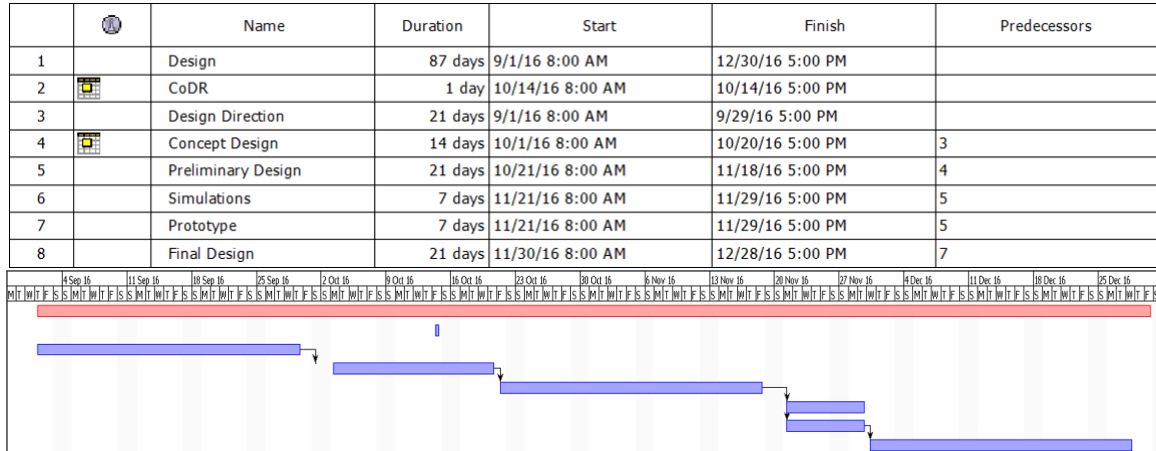 Name Duration Start Finish Predecessors
1 Design 87 days 9/1/16 8:00 AM 12/30/16 5:00 PM
2 CoDR 1 day 10/14/16 8:00 AM 10/14/16 5:00 PM
3 Design Direction 21 days 9/1/16 8:00 AM 9/29/16 5:00 PM
4 Concept Design 14 days 10/1/16 8:00 AM 10/20/16 5:00 PM 3
5 Preliminary Design 21 days 10/21/16 8:00 AM 11/18/16 5:00 PM 4
6 Simulations 7 days 11/21/16 8:00 AM 11/29/16 5:00 PM 5
7 Prototype 7 days 11/21/16 8:00 AM 11/29/16 5:00 PM 5
8 Final Design 21 days 11/30/16 8:00 AM 12/28/16 5:00 PM 7
4 Sep 16 11 Sep 16 18 Sep 16 25 Sep 16 2 Oct 16 9 Oct 16 16 Oct 16 23 Oct 16 30 Oct 16 6 Nov 16 13 Nov 16 20 Nov 16 27 Nov 16 4 Dec 16 11 Dec 16 18 Dec 16 25 Dec 16
M T W T F S S M T W T F S S M T W T F S S M T W T F S S M T W T F S S M T W T F S S M T W T F S S M T W T F S S M T W T F S S M T W T F S S M T W T F S S M T W T F S S M T W T F S S M T W T F S S M T W T F S S M T W T F S S M T W T F S S M T W T F S